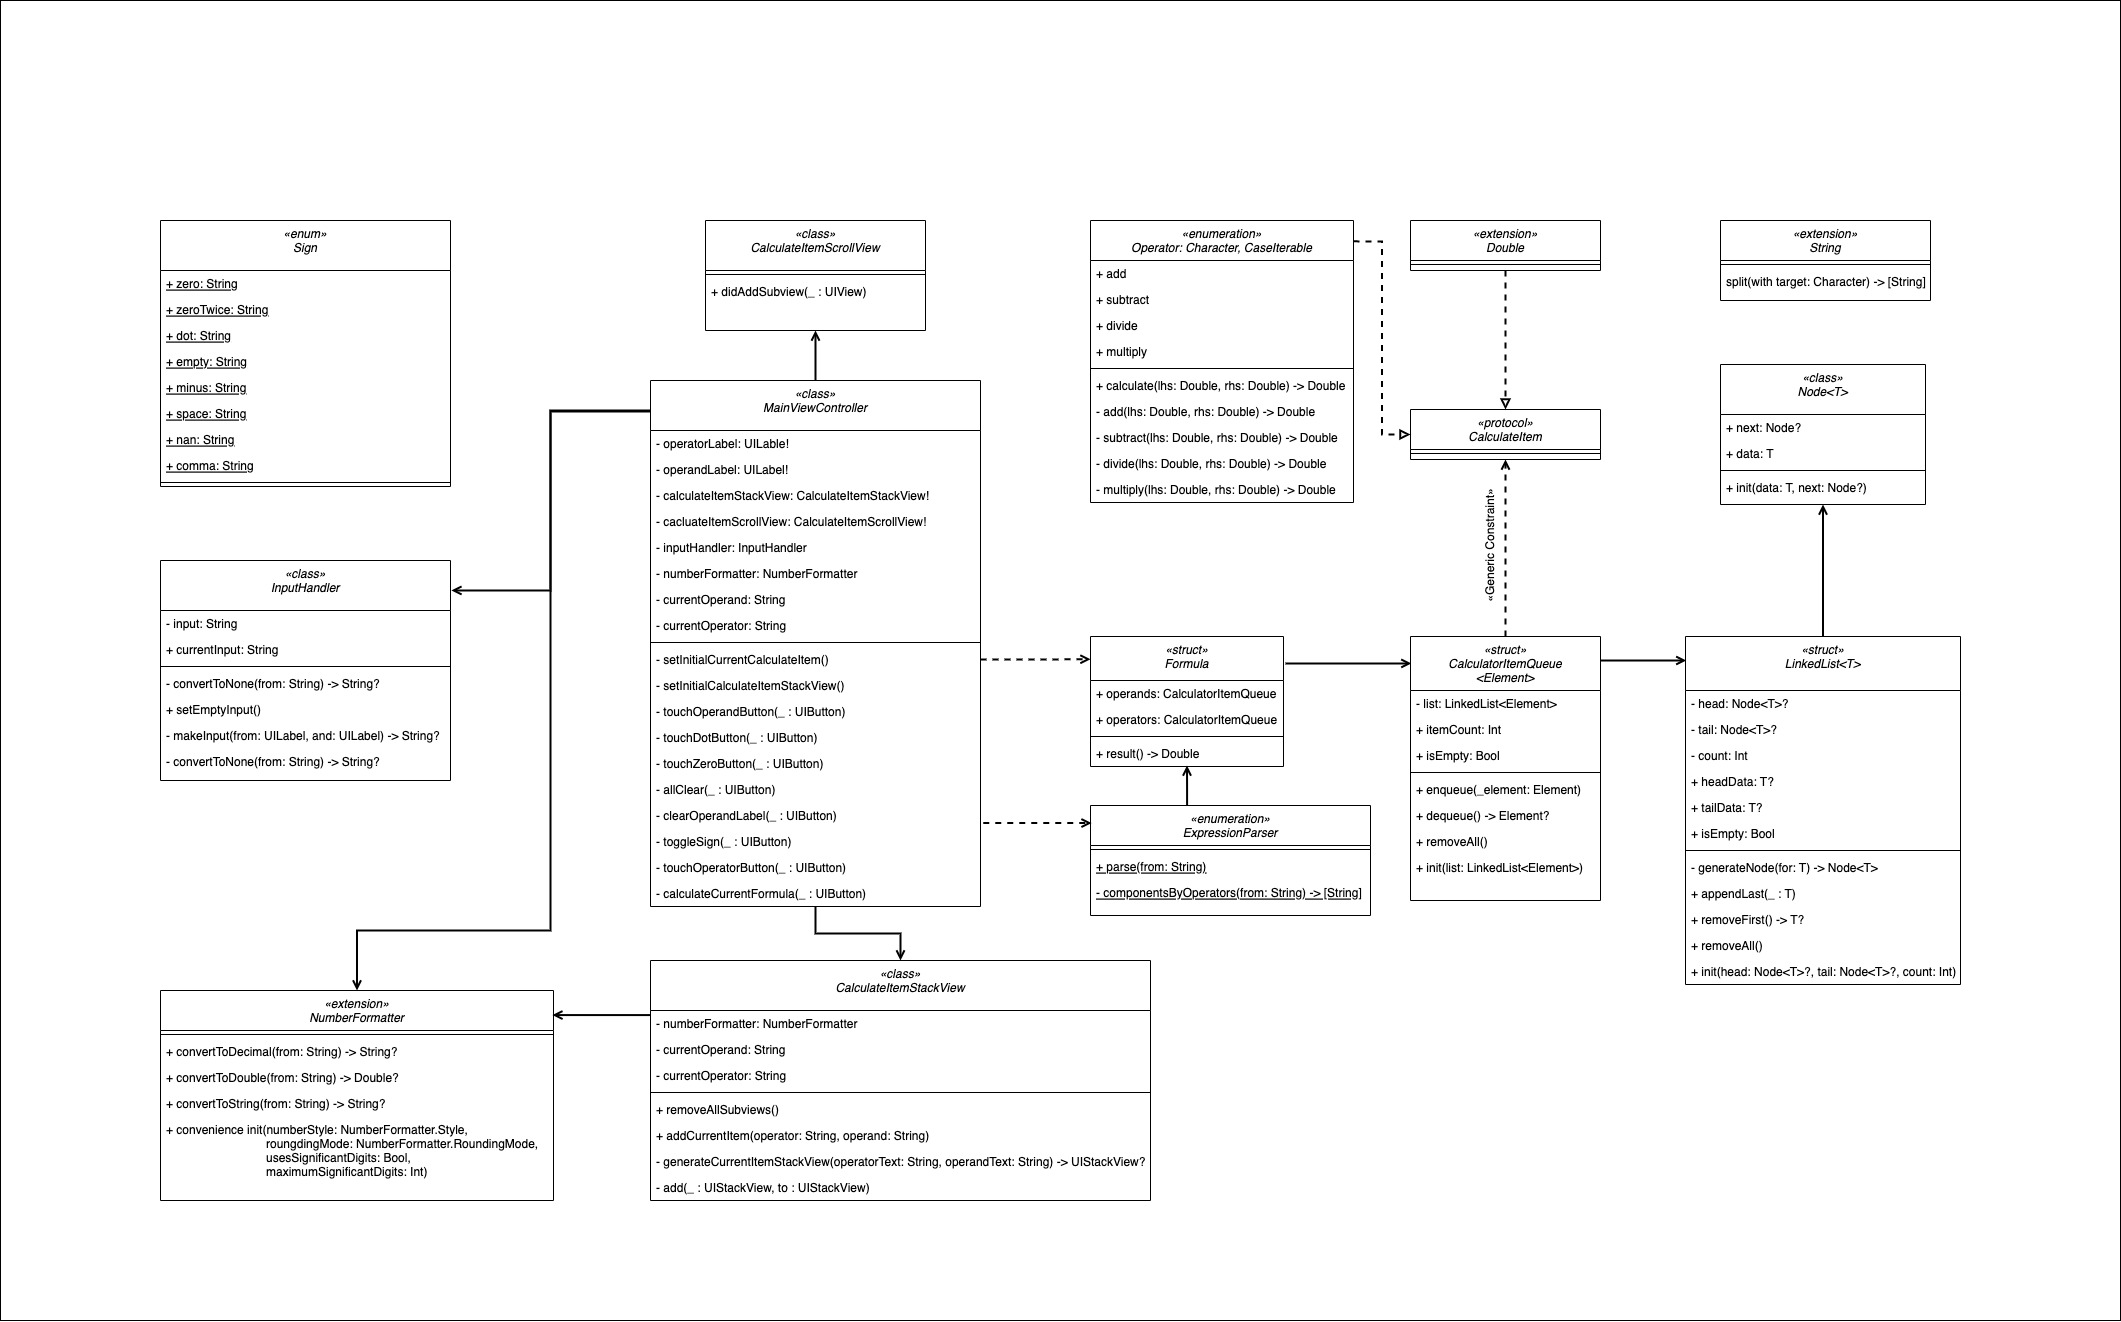 «enum»
Sign
+ zero: String
+ zeroTwice: String
+ dot: String
+ empty: String
+ minus: String
+ space: String
+ nan: String
+ comma: String
«class»
InputHandler
- input: String
+ currentInput: String
- convertToNone(from: String) -> String?
+ setEmptyInput()
- makeInput(from: UILabel, and: UILabel) -> String?
- convertToNone(from: String) -> String?
«extension»
NumberFormatter
+ convertToDecimal(from: String) -> String?
+ convertToDouble(from: String) -> Double?
+ convertToString(from: String) -> String?
+ convenience init(numberStyle: NumberFormatter.Style,
roungdingMode: NumberFormatter.RoundingMode,
usesSignificantDigits: Bool,
maximumSignificantDigits: Int)
«class»
CalculateItemScrollView
+ didAddSubview(_ : UIView)
«class»
MainViewController
- operatorLabel: UILable!
- operandLabel: UILabel!
- calculateItemStackView: CalculateItemStackView!
- cacluateItemScrollView: CalculateItemScrollView!
- inputHandler: InputHandler
- numberFormatter: NumberFormatter
- currentOperand: String
- currentOperator: String
- setInitialCurrentCalculateItem()
- setInitialCalculateItemStackView()
- touchOperandButton(_ : UIButton)
- touchDotButton(_ : UIButton)
- touchZeroButton(_ : UIButton)
- allClear(_ : UIButton)
- clearOperandLabel(_ : UIButton)
- toggleSign(_ : UIButton)
- touchOperatorButton(_ : UIButton)
- calculateCurrentFormula(_ : UIButton)
«class»
CalculateItemStackView
- numberFormatter: NumberFormatter
- currentOperand: String
- currentOperator: String
+ removeAllSubviews()
+ addCurrentItem(operator: String, operand: String)
- generateCurrentItemStackView(operatorText: String, operandText: String) -> UIStackView?
- add(_ : UIStackView, to : UIStackView)
«enumeration»
Operator: Character, CaseIterable
+ add
+ subtract
+ divide
+ multiply
+ calculate(lhs: Double, rhs: Double) -> Double
- add(lhs: Double, rhs: Double) -> Double
- subtract(lhs: Double, rhs: Double) -> Double
- divide(lhs: Double, rhs: Double) -> Double
- multiply(lhs: Double, rhs: Double) -> Double
«struct»
Formula
+ operands: CalculatorItemQueue
+ operators: CalculatorItemQueue
+ result() -> Double
«enumeration»
ExpressionParser
+ parse(from: String)
- componentsByOperators(from: String) -> [String]
«extension»
Double
«protocol»
CalculateItem
«Generic Constraint»
«struct»
CalculatorItemQueue
<Element>
- list: LinkedList<Element>
+ itemCount: Int
+ isEmpty: Bool
+ enqueue(_element: Element)
+ dequeue() -> Element?
+ removeAll()
+ init(list: LinkedList<Element>)
«extension»
String
split(with target: Character) -> [String]
«class»
Node<T>
+ next: Node?
+ data: T
+ init(data: T, next: Node?)
«struct»
LinkedList<T>
- head: Node<T>?
- tail: Node<T>?
- count: Int
+ headData: T?
+ tailData: T?
+ isEmpty: Bool
- generateNode(for: T) -> Node<T>
+ appendLast(_ : T)
+ removeFirst() -> T?
+ removeAll()
+ init(head: Node<T>?, tail: Node<T>?, count: Int)